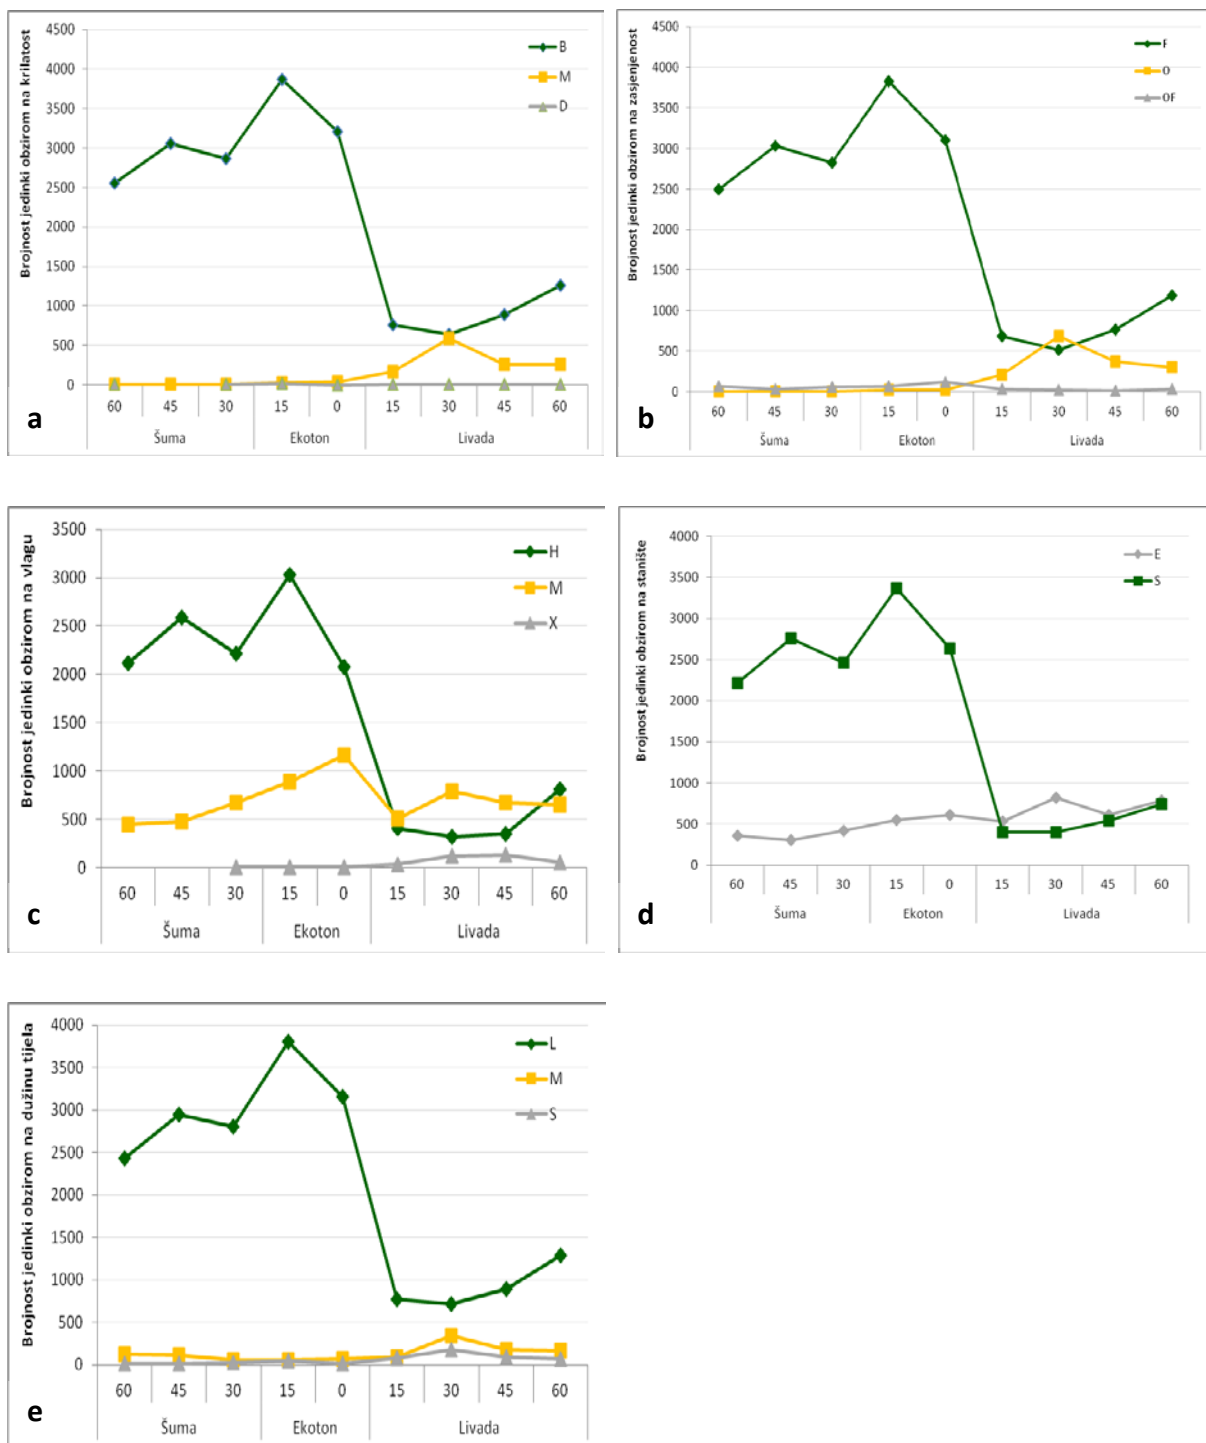 Brojnost jedinki obzirom na krilatost
4500
4000
3500
3000
2500
2000
1500
1000
500
0
B
M
D
60 45 30 15 0 15 30 45 60
Šuma Ekoton Livada
a
Brojnost jedinki obzirom na zasjenjenost
4500
4000
3500
3000
2500
2000
1500
1000
500
0
F
O
OF
60 45 30 15 0 15 30 45 60
Šuma Ekoton Livada
b
Brojnost jedinki obzirom na vlagu
3500
3000
2500
2000
1500
1000
500
0
H
M
X
60 45 30 15 0 15 30 45 60
Šuma Ekoton Livada
c
Brojnost jedinki obzirom na stanište
4000
3500
3000
2500
2000
1500
1000
500
0
E
S
60 45 30 15 0 15 30 45 60
Šuma Ekoton Livada
d
Brojnost jedinki obzirom na dužinu tijela
4000
3500
3000
2500
2000
1500
1000
500
0
L
M
S
60 45 30 15 0 15 30 45 60
Šuma Ekoton Livada
e